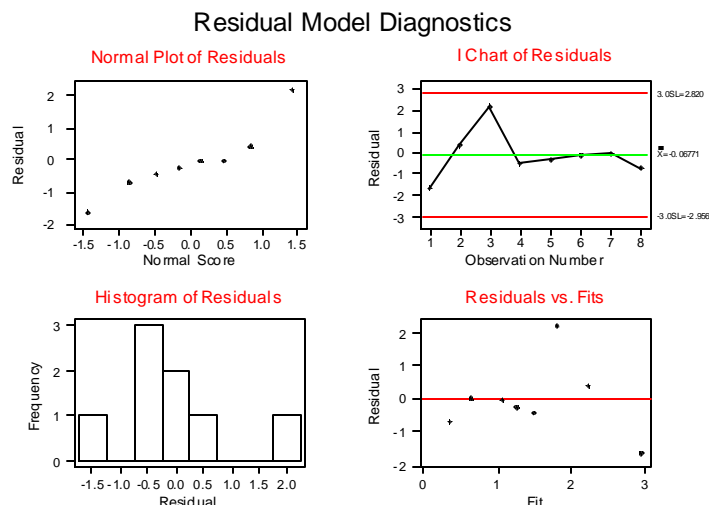 Residual Model Diagnostics
Normal Plot of Residuals
2
1
0
-1
-2
Residual
-1.5 -1.0 -0.5 0.0 0.5 1.0 1.5
Normal Score
I Chart of Residuals
3
2
1
0
-1
-2
-3
Residual
3.0SL=2.820
X=-0.06771
-3.0SL=-2.956
1 2 3 4 5 6 7 8
Observation Number
Histogram of Residuals
3
2
1
0
Frequency
-1.5 -1.0 -0.5 0.0 0.5 1.0 1.5 2.0
Residual
Residuals vs. Fits
2
1
0
-1
-2
Residual
0 1 2 3
Fit